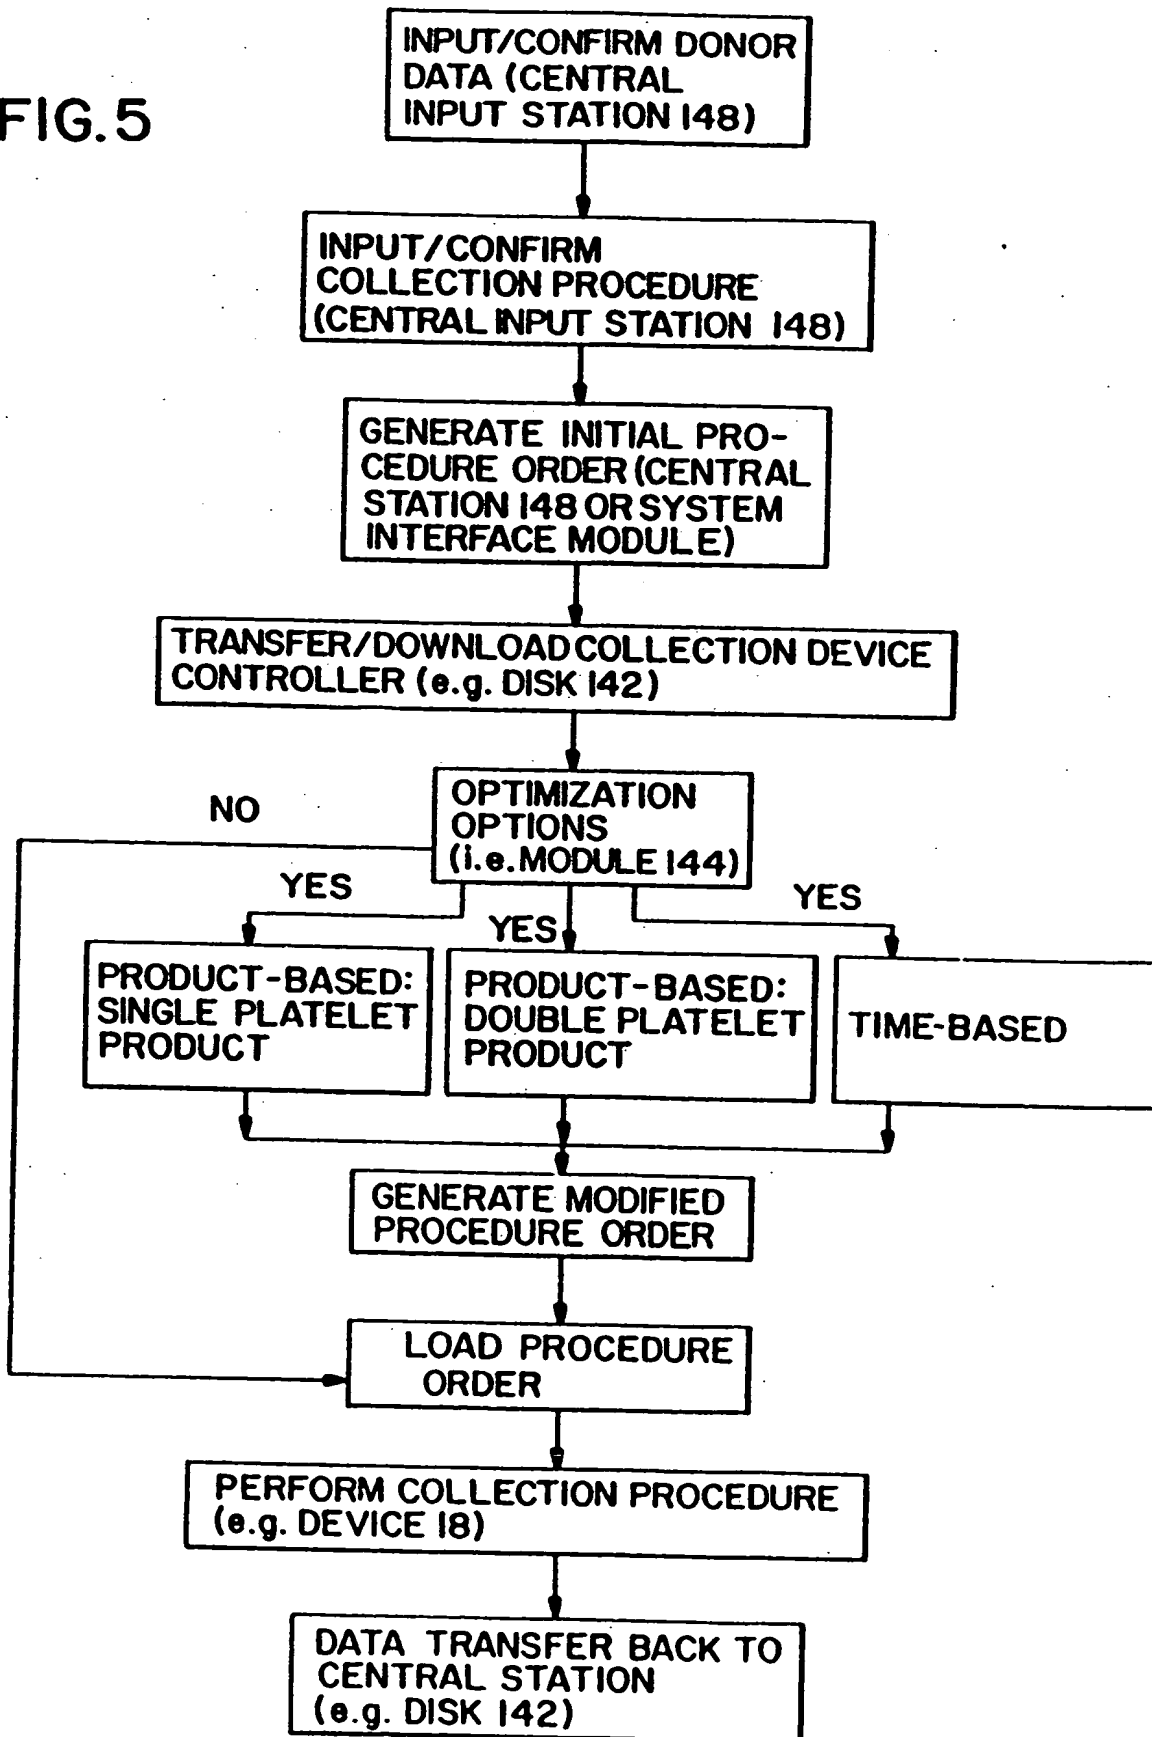 FIG. 5
INPUT/CONFIRM DONOR
DATA (CENTRAL
INPUT STATION 148)
INPUT/CONFIRM
COLLECTION PROCEDURE
(CENTRAL INPUT STATION 148)
GENERATE INITIAL PRO-
CEDURE ORDER (CENTRAL
STATION 148 OR SYSTEM
INTERFACE MODULE)
TRANSFER/DOWNLOAD COLLECTION DEVICE
CONTROLLER (e.g. DISK 142)
OPTIMIZATION
OPTIONS
(i.e. MODULE 144)
NO
YES
YES
YES
PRODUCT-BASED:
SINGLE PLATELET
PRODUCT
PRODUCT-BASED:
DOUBLE PLATELET
PRODUCT
TIME-BASED
GENERATE MODIFIED
PROCEDURE ORDER
LOAD PROCEDURE
ORDER
PERFORM COLLECTION PROCEDURE
(e.g. DEVICE 18)
DATA TRANSFER BACK TO
CENTRAL STATION
(e.g. DISK 142)